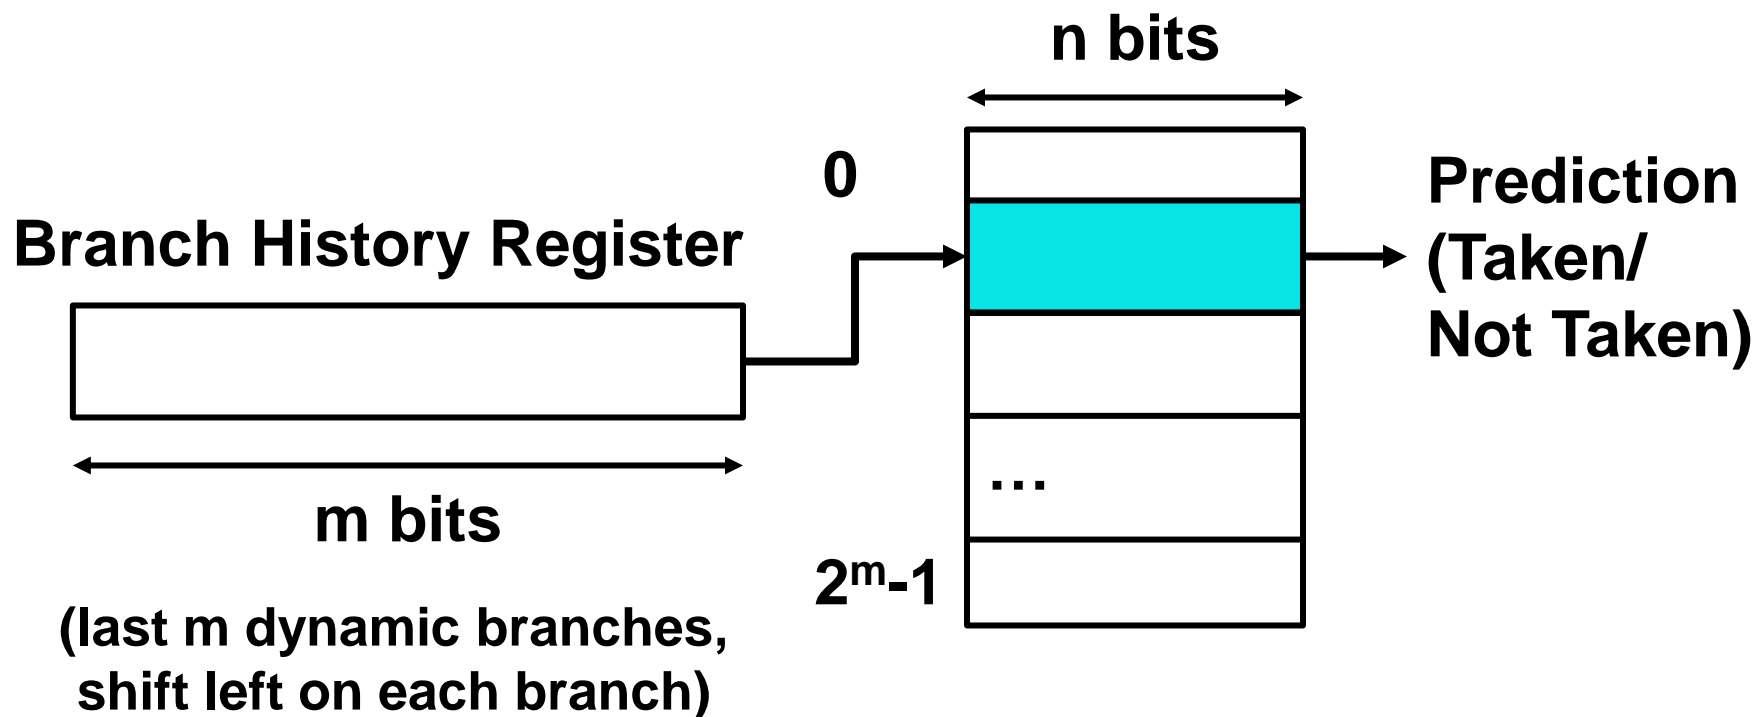 n bits
0
Prediction
(Taken/
Not Taken)
Branch History Register
...
m bits
2ᵐ-1
(last m dynamic branches,
shift left on each branch)